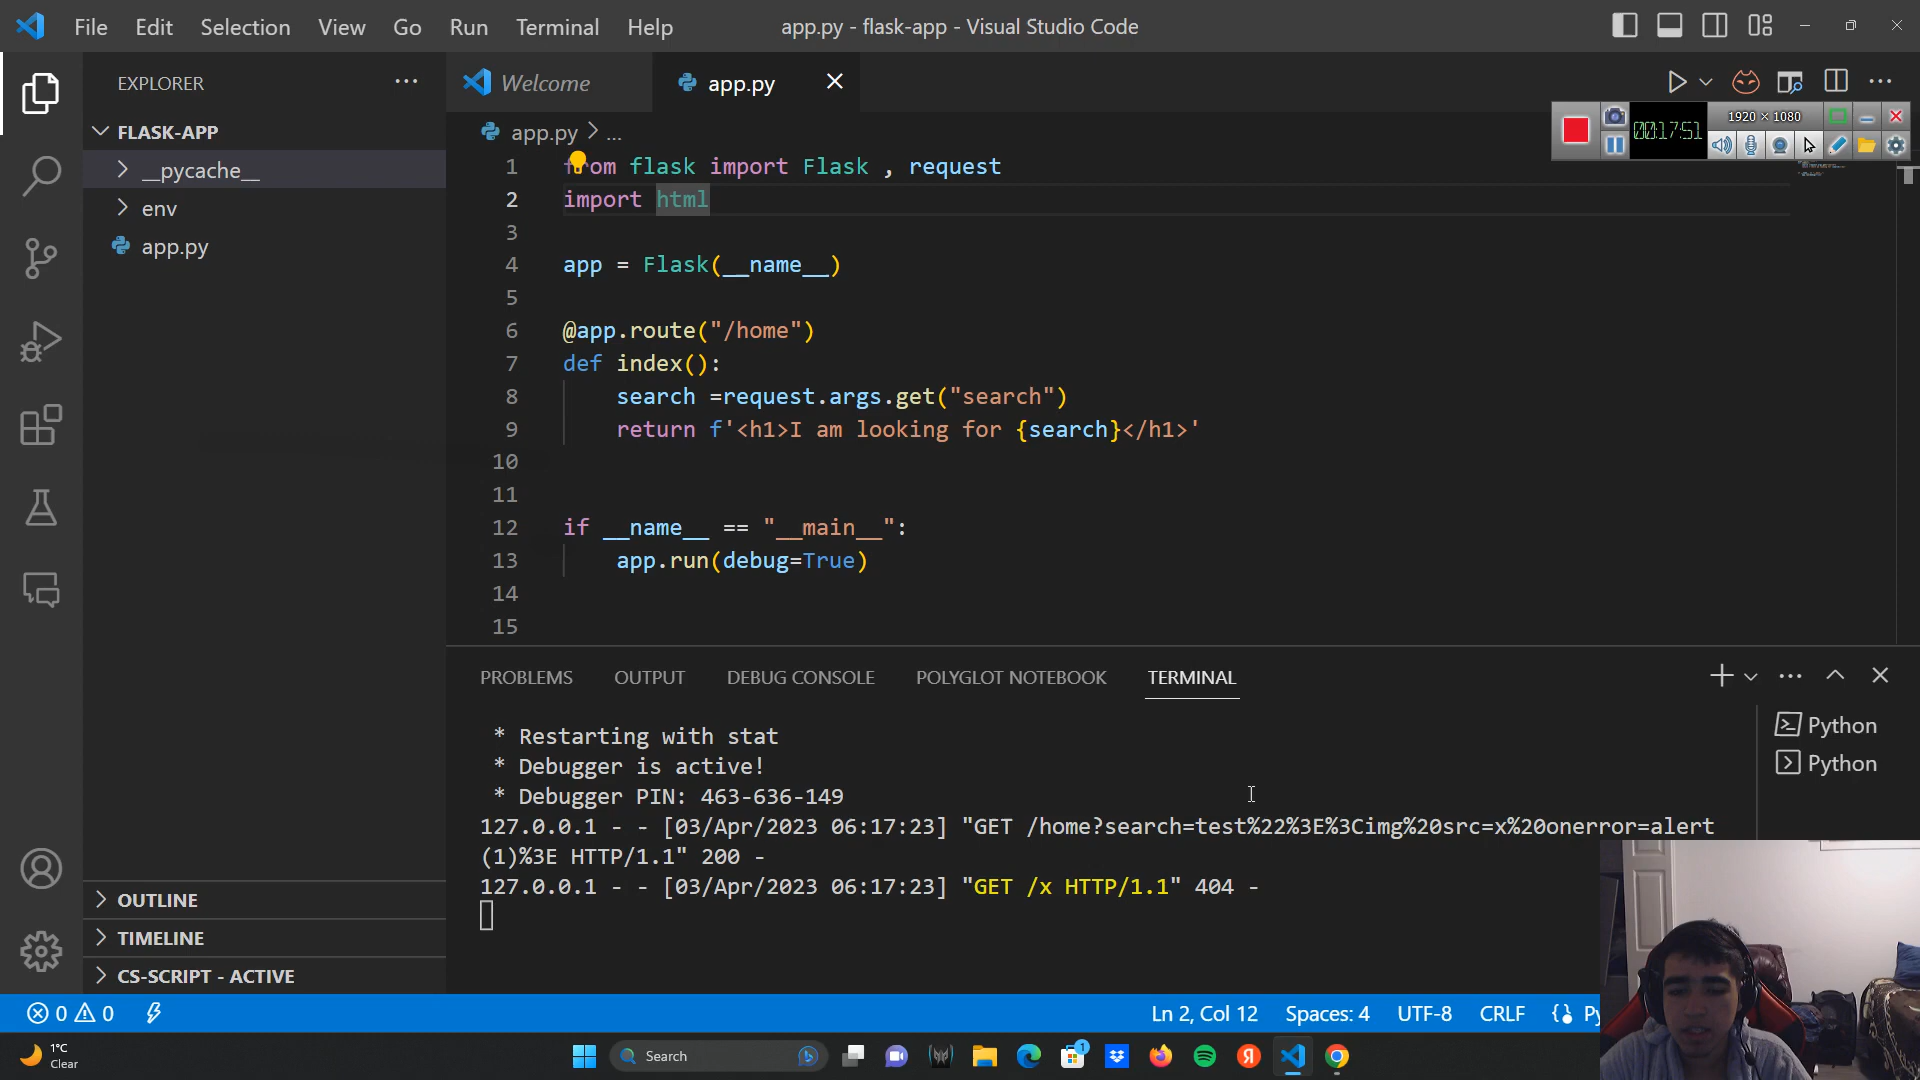 File Edit Selection View Go Run Terminal Help
app.py - flask-app - Visual Studio Code
EXPLORER
Welcome
app.py
FLASK-APP
__pycache__
env
app.py
app.py > ...
1920 × 1080
00:17:51
1 from flask import Flask , request
2 import html
3
4 app = Flask(__name__)
5
6 @app.route("/home")
7 def index():
8 search =request.args.get("search")
9 return f'<h1>I am looking for {search}</h1>'
10
11
12 if __name__ == "__main__":
13 app.run(debug=True)
14
15
PROBLEMS OUTPUT DEBUG CONSOLE POLYGLOT NOTEBOOK TERMINAL
* Restarting with stat
* Debugger is active!
* Debugger PIN: 463-636-149
127.0.0.1 - - [03/Apr/2023 06:17:23] "GET /home?search=test%22%3E%3Cimg%20src=x%20onerror=alert
(1)%3E HTTP/1.1" 200 -
127.0.0.1 - - [03/Apr/2023 06:17:23] "GET /x HTTP/1.1" 404 -
Python
Python
OUTLINE
TIMELINE
CS-SCRIPT - ACTIVE
0 0
Ln 2, Col 12 Spaces: 4 UTF-8 CRLF Py
1°C
Clear
Search
1
Я